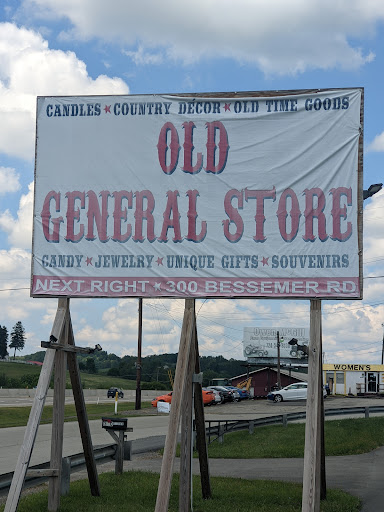 CANDLES ★ COUNTRY DECOR ★ OLD TIME GOODS
OLD
GENERAL STORE
CANDY ★ JEWELRY ★ UNIQUE GIFTS ★ SOUVENIRS
NEXT RIGHT ★ 300 BESSEMER RD
WOMEN'S